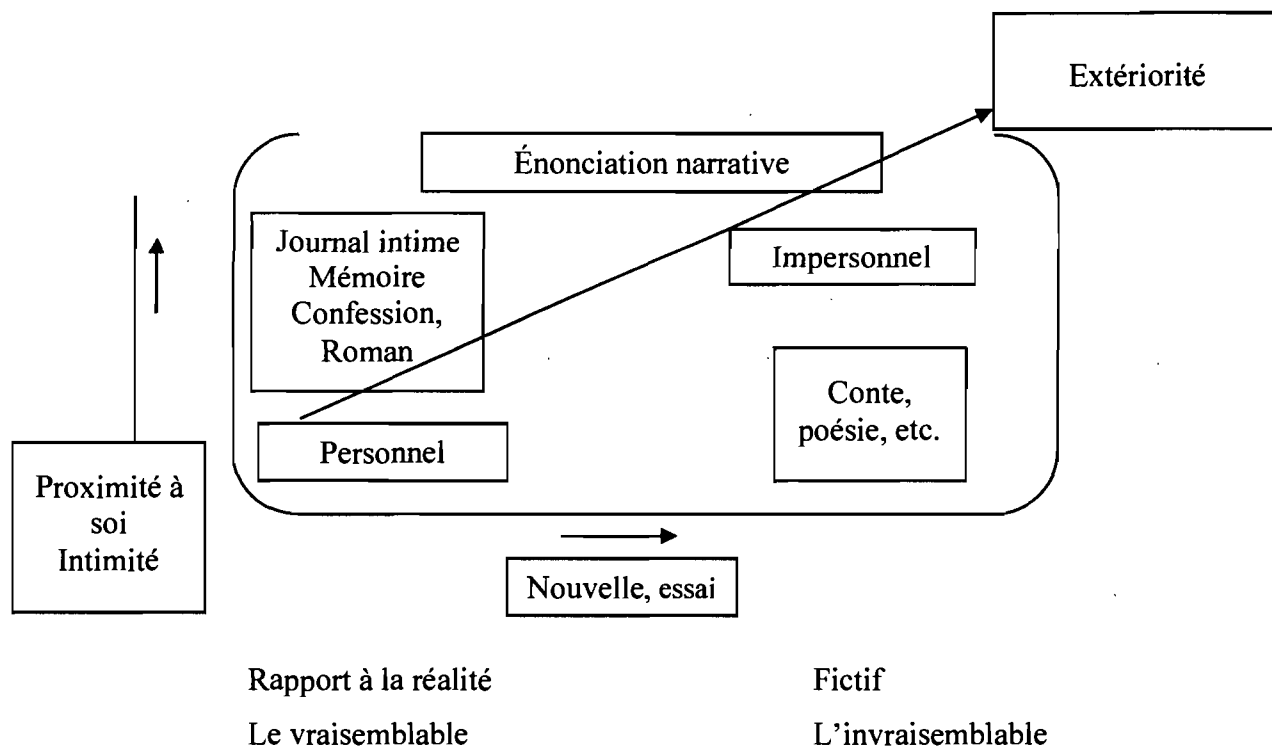 Extériorité
Énonciation narrative
Journal intime
Mémoire
Confession,
Roman
Impersonnel
Conte,
poésie, etc.
Personnel
Proximité à
soi
Intimité
Nouvelle, essai
Rapport à la réalité
Fictif
Le vraisemblable
L'invraisemblable